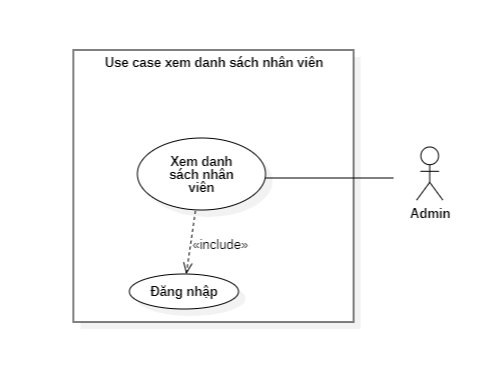 Use case xem danh sách nhân viên
Xem danh
sách nhân
viên
Admin
«include»
Đăng nhập